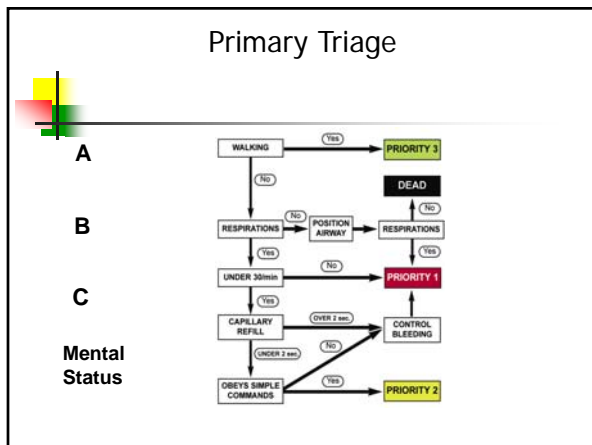 Primary Triage
A
Yes
WALKING
PRIORITY 3
No
DEAD
B
No
No
RESPIRATIONS
POSITION
AIRWAY
RESPIRATIONS
Yes
Yes
UNDER 30/min
No
PRIORITY 1
C
Yes
CAPILLARY
REFILL
OVER 2 sec.
CONTROL
BLEEDING
Mental
Status
UNDER 2 sec.
No
OBEYS SIMPLE
COMMANDS
Yes
PRIORITY 2